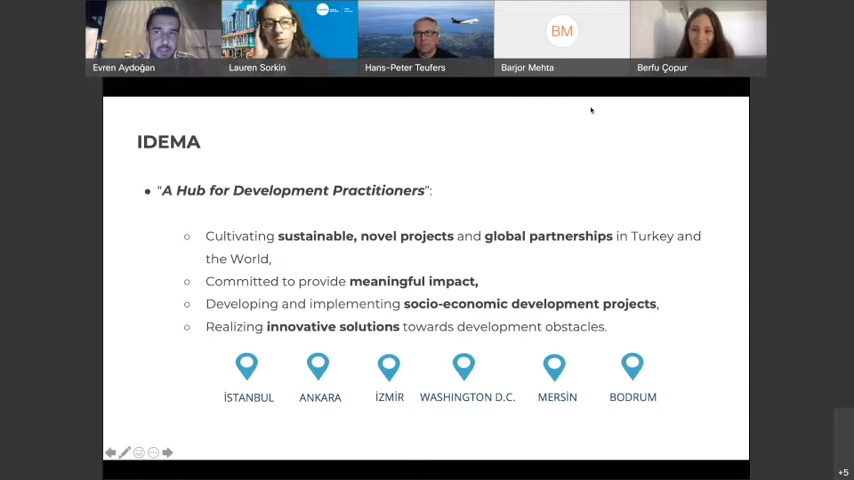 BM
Evren Aydoğan
Lauren Sorkin
Hans-Peter Teufers
Barjor Mehta
Berfu Çopur
IDEMA
● “A Hub for Development Practitioners”:
○ Cultivating sustainable, novel projects and global partnerships in Turkey and
the World,
○ Committed to provide meaningful impact,
○ Developing and implementing socio-economic development projects,
○ Realizing innovative solutions towards development obstacles.
İSTANBUL ANKARA İZMİR WASHINGTON D.C. MERSİN BODRUM
+5